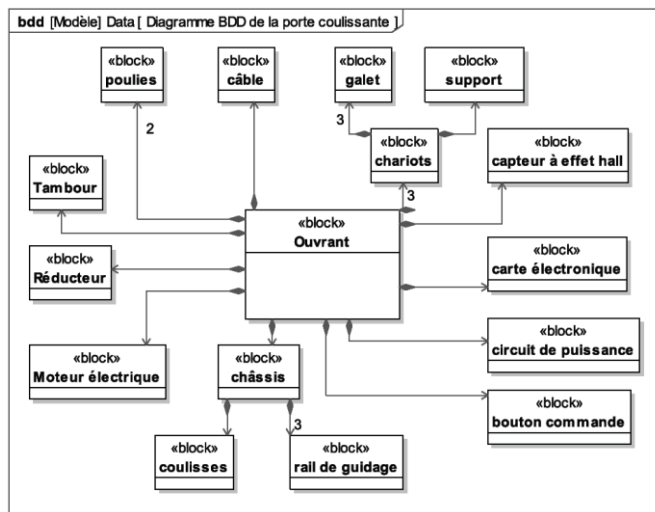 bdd [Modèle] Data [ Diagramme BDD de la porte coulissante ]
«block»
poulies
«block»
câble
«block»
galet
«block»
support
2
3
«block»
chariots
«block»
capteur à effet hall
«block»
Tambour
3
«block»
Ouvrant
«block»
Réducteur
«block»
carte électronique
«block»
Moteur électrique
«block»
châssis
«block»
circuit de puissance
«block»
bouton commande
3
«block»
coulisses
«block»
rail de guidage